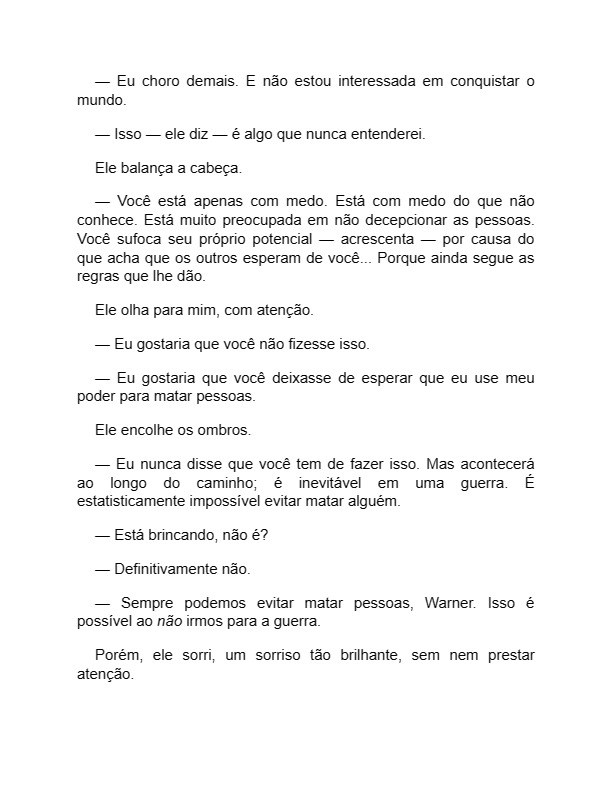 — Eu choro demais. E não estou interessada em conquistar o
mundo.
— Isso — ele diz — é algo que nunca entenderei.
Ele balança a cabeça.
— Você está apenas com medo. Está com medo do que não
conhece. Está muito preocupada em não decepcionar as pessoas.
Você sufoca seu próprio potencial — acrescenta — por causa do
que acha que os outros esperam de você... Porque ainda segue as
regras que lhe dão.
Ele olha para mim, com atenção.
— Eu gostaria que você não fizesse isso.
— Eu gostaria que você deixasse de esperar que eu use meu
poder para matar pessoas.
Ele encolhe os ombros.
— Eu nunca disse que você tem de fazer isso. Mas acontecerá
ao longo do caminho; é inevitável em uma guerra. É
estatisticamente impossível evitar matar alguém.
— Está brincando, não é?
— Definitivamente não.
— Sempre podemos evitar matar pessoas, Warner. Isso é
possível ao não irmos para a guerra.
Porém, ele sorri, um sorriso tão brilhante, sem nem prestar
atenção.